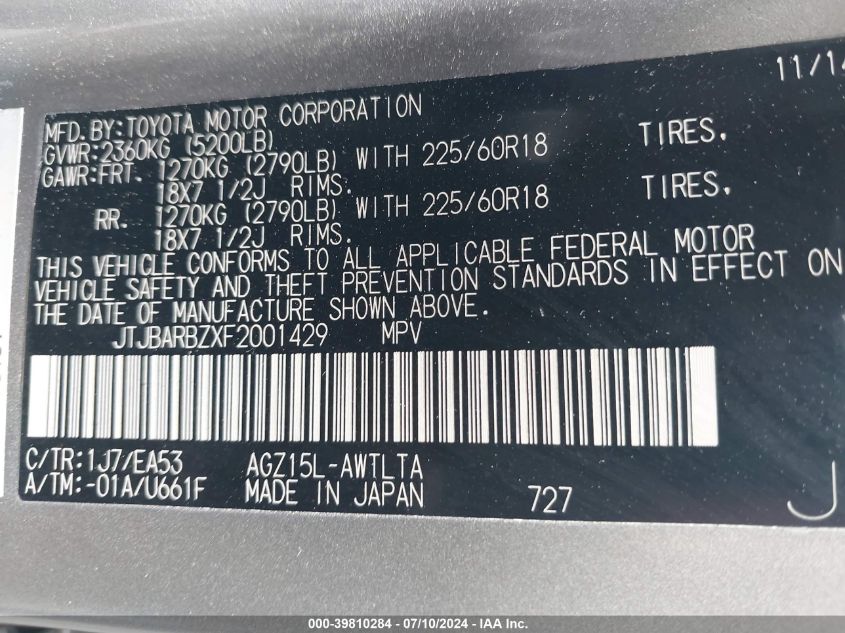 11/14
MFD. BY:TOYOTA MOTOR CORPORATION
GVWR:2360KG (5200LB)
GAWR:FRT. 1270KG (2790LB) WITH 225/60R18 TIRES.
18X7 1/2J RIMS.
RR. 1270KG (2790LB) WITH 225/60R18 TIRES,
18X7 1/2J RIMS.
THIS VEHICLE CONFORMS TO ALL APPLICABLE FEDERAL MOTOR
VEHICLE SAFETY AND THEFT PREVENTION STANDARDS IN EFFECT ON
THE DATE OF MANUFACTURE SHOWN ABOVE.
JTJBARBZXF2001429 MPV
C/TR:1J7/EA53 AGZ15L-AWTLTA
A/TM:-01A/U661F MADE IN JAPAN 727 J
000-39810284 - 07/10/2024 - IAA Inc.